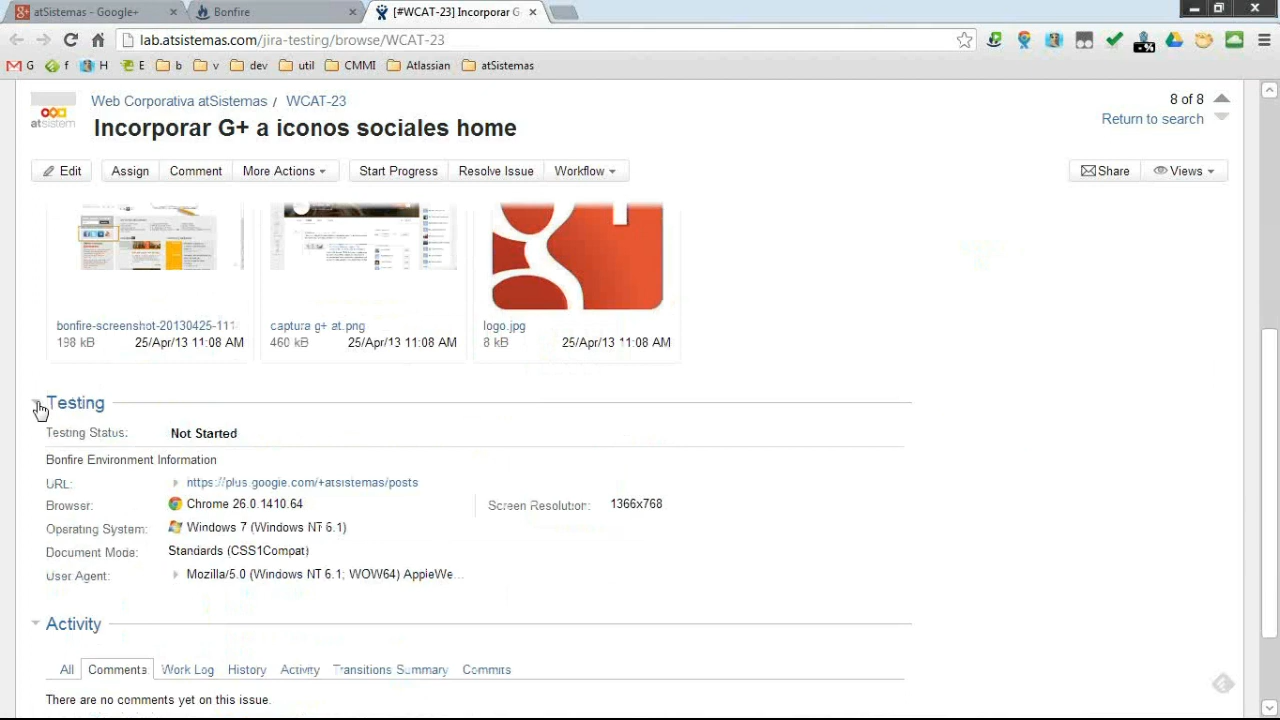 atSistemas - Google+
Bonfire
[#WCAT-23] Incorporar G
lab.atsistemas.com/jira-testing/browse/WCAT-23
G f H E b v dev util CMMI Atlassian atSistemas
Web Corporativa atSistemas / WCAT-23
8 of 8
Return to search
atsistem
Incorporar G+ a iconos sociales home
Edit Assign Comment More Actions Start Progress Resolve Issue Workflow Share Views
bonfire-screenshot-20130425-111
198 kB 25/Apr/13 11:08 AM
captura g+ at.png
460 kB 25/Apr/13 11:08 AM
logo.jpg
8 kB 25/Apr/13 11:08 AM
Testing
Testing Status: Not Started
Bonfire Environment Information
URL: https://plus.google.com/+atsistemas/posts
Browser: Chrome 26.0.1410.64 Screen Resolution: 1366x768
Operating System: Windows 7 (Windows NT 6.1)
Document Mode: Standards (CSS1Compat)
User Agent: Mozilla/5.0 (Windows NT 6.1; WOW64) AppleWe...
Activity
All Comments Work Log History Activity Transitions Summary Commits
There are no comments yet on this issue.